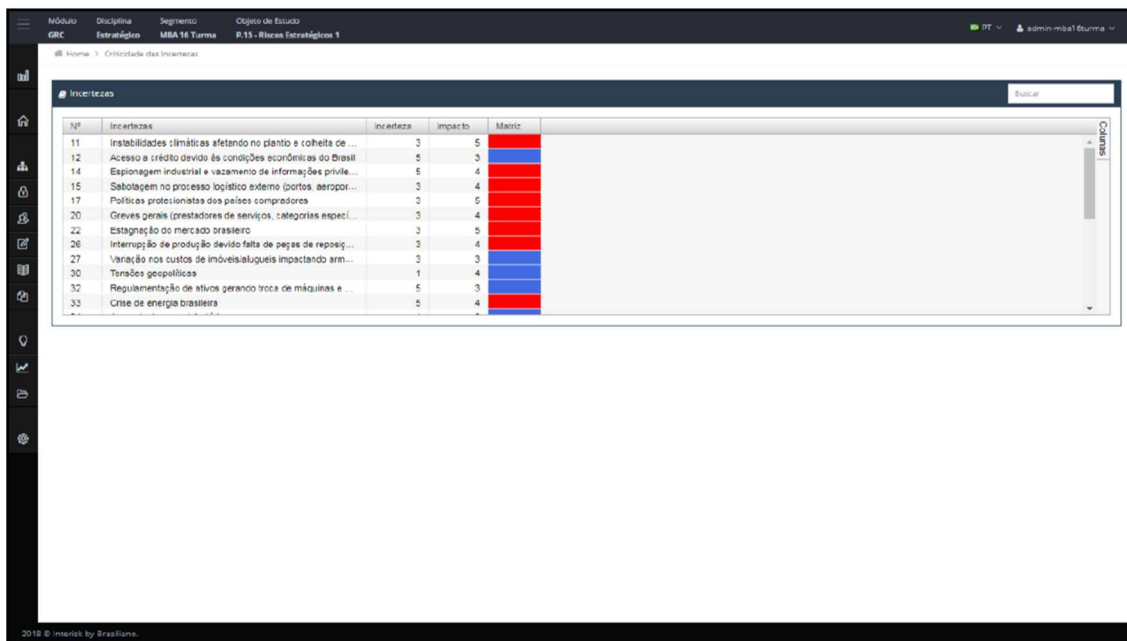 Módulo Disciplina Segmento Objeto de Estudo
GRC Estratégico MBA 16 Turma P.15 - Riscos Estratégicos 1
PT admin-mba16turma
Home > Criticidade das Incertezas
Incertezas Buscar
Nº Incertezas Incerteza Impacto Matriz
Colunas
11 Instabilidades climáticas afetando no plantio e colheita de ... 3 5
12 Acesso a crédito devido às condições econômicas do Brasil 5 3
14 Espionagem industrial e vazamento de informações privile... 5 4
15 Sabotagem no processo logístico externo (portos, aeropor... 3 4
17 Políticas protecionistas dos países compradores 3 5
20 Greves gerais (prestadores de serviços, categorias especí... 3 4
22 Estagnação do mercado brasileiro 3 5
26 Interrupção de produção devido falta de peças de reposiç... 3 4
27 Variação nos custos de imóveis/alugueis impactando arm... 3 3
30 Tensões geopolíticas 1 4
32 Regulamentação de ativos gerando troca de máquinas e ... 5 3
33 Crise de energia brasileira 5 4
2018 © Interisk by Brasiliano.